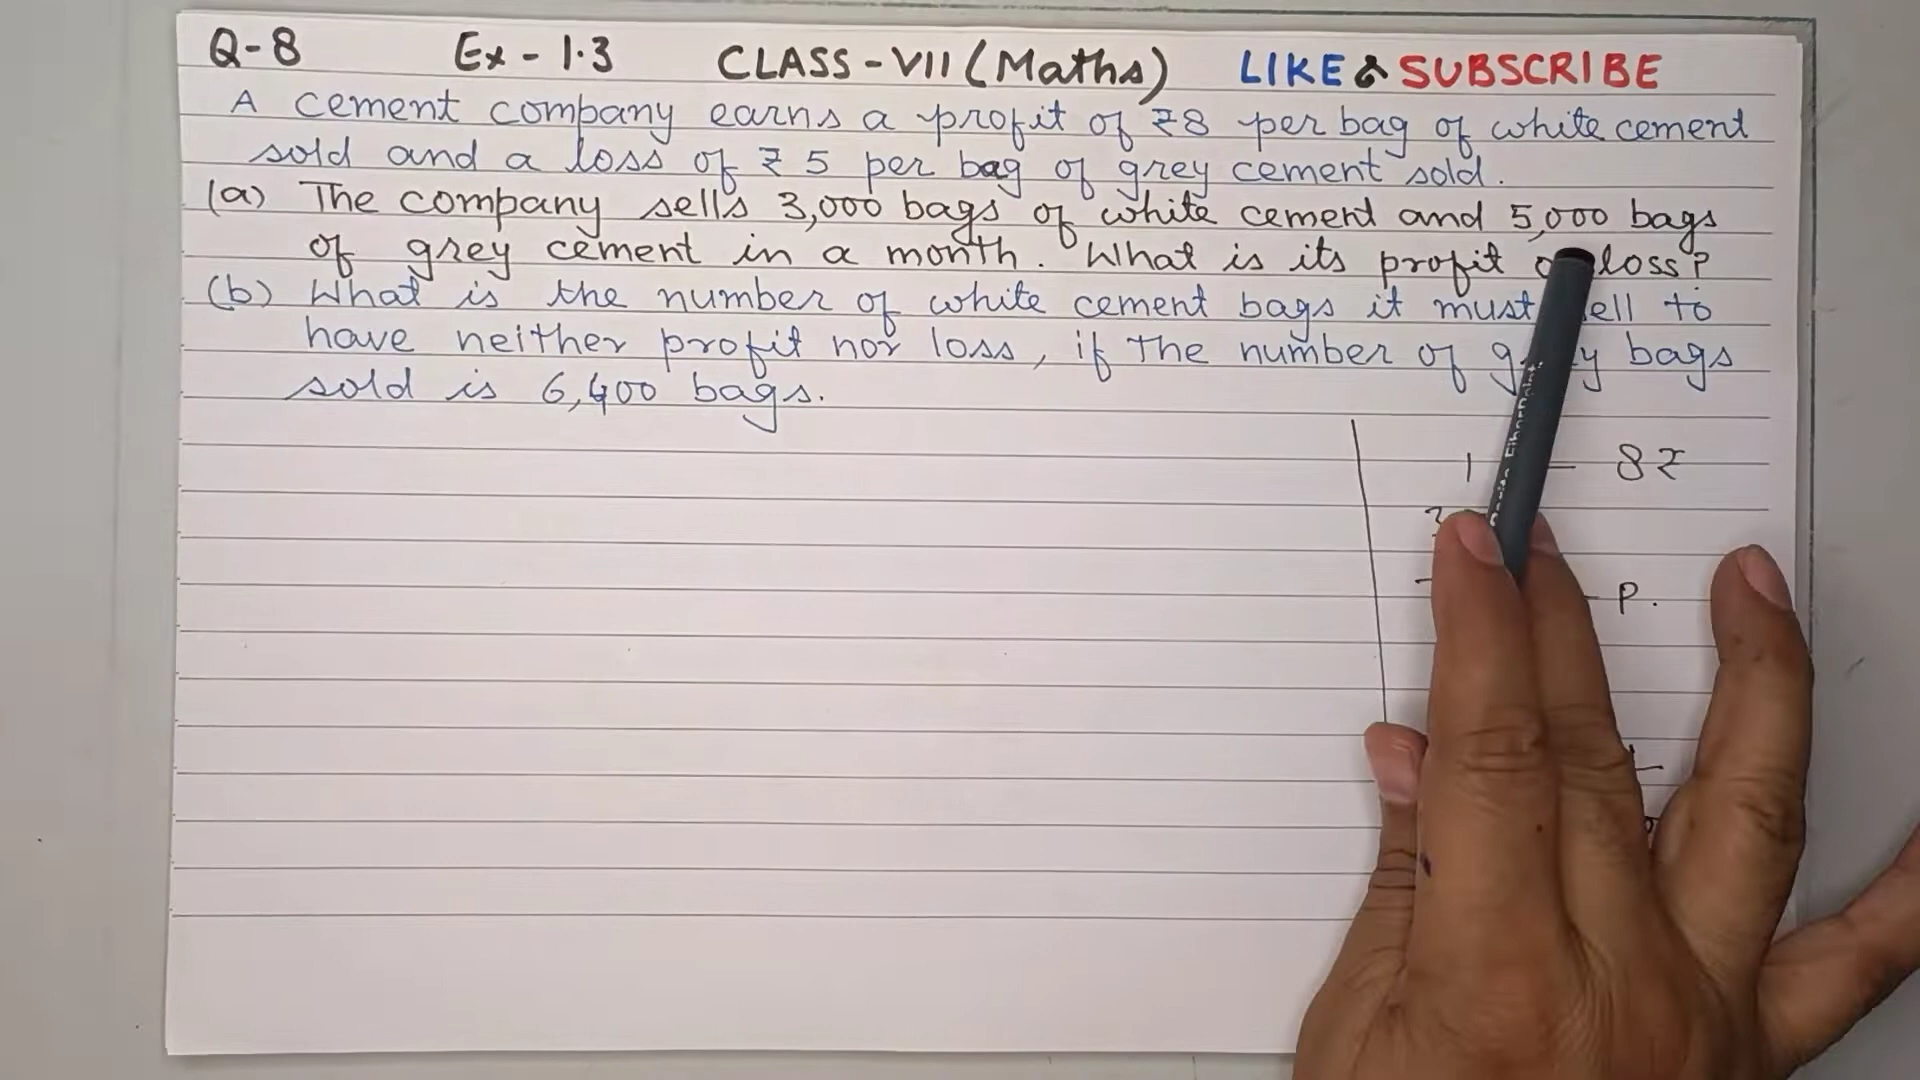 Q-8 Ex-1.3 CLASS-VII (Maths) LIKE & SUBSCRIBE
A cement company earns a profit of ₹8 per bag of white cement
sold and a loss of ₹5 per bag of grey cement sold.
(a) The company sells 3,000 bags of white cement and 5,000 bags
of grey cement in a month. What is its profit loss?
(b) What is the number of white cement bags it must to
have neither profit nor loss, if the number of bags
sold is 6,400 bags.
1 — 8₹
P.